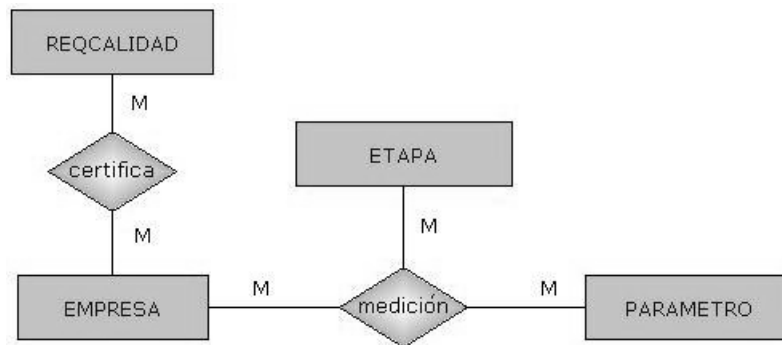 REQCALIDAD
M
certifica
M
EMPRESA
ETAPA
M
M
medición
M
PARAMETRO